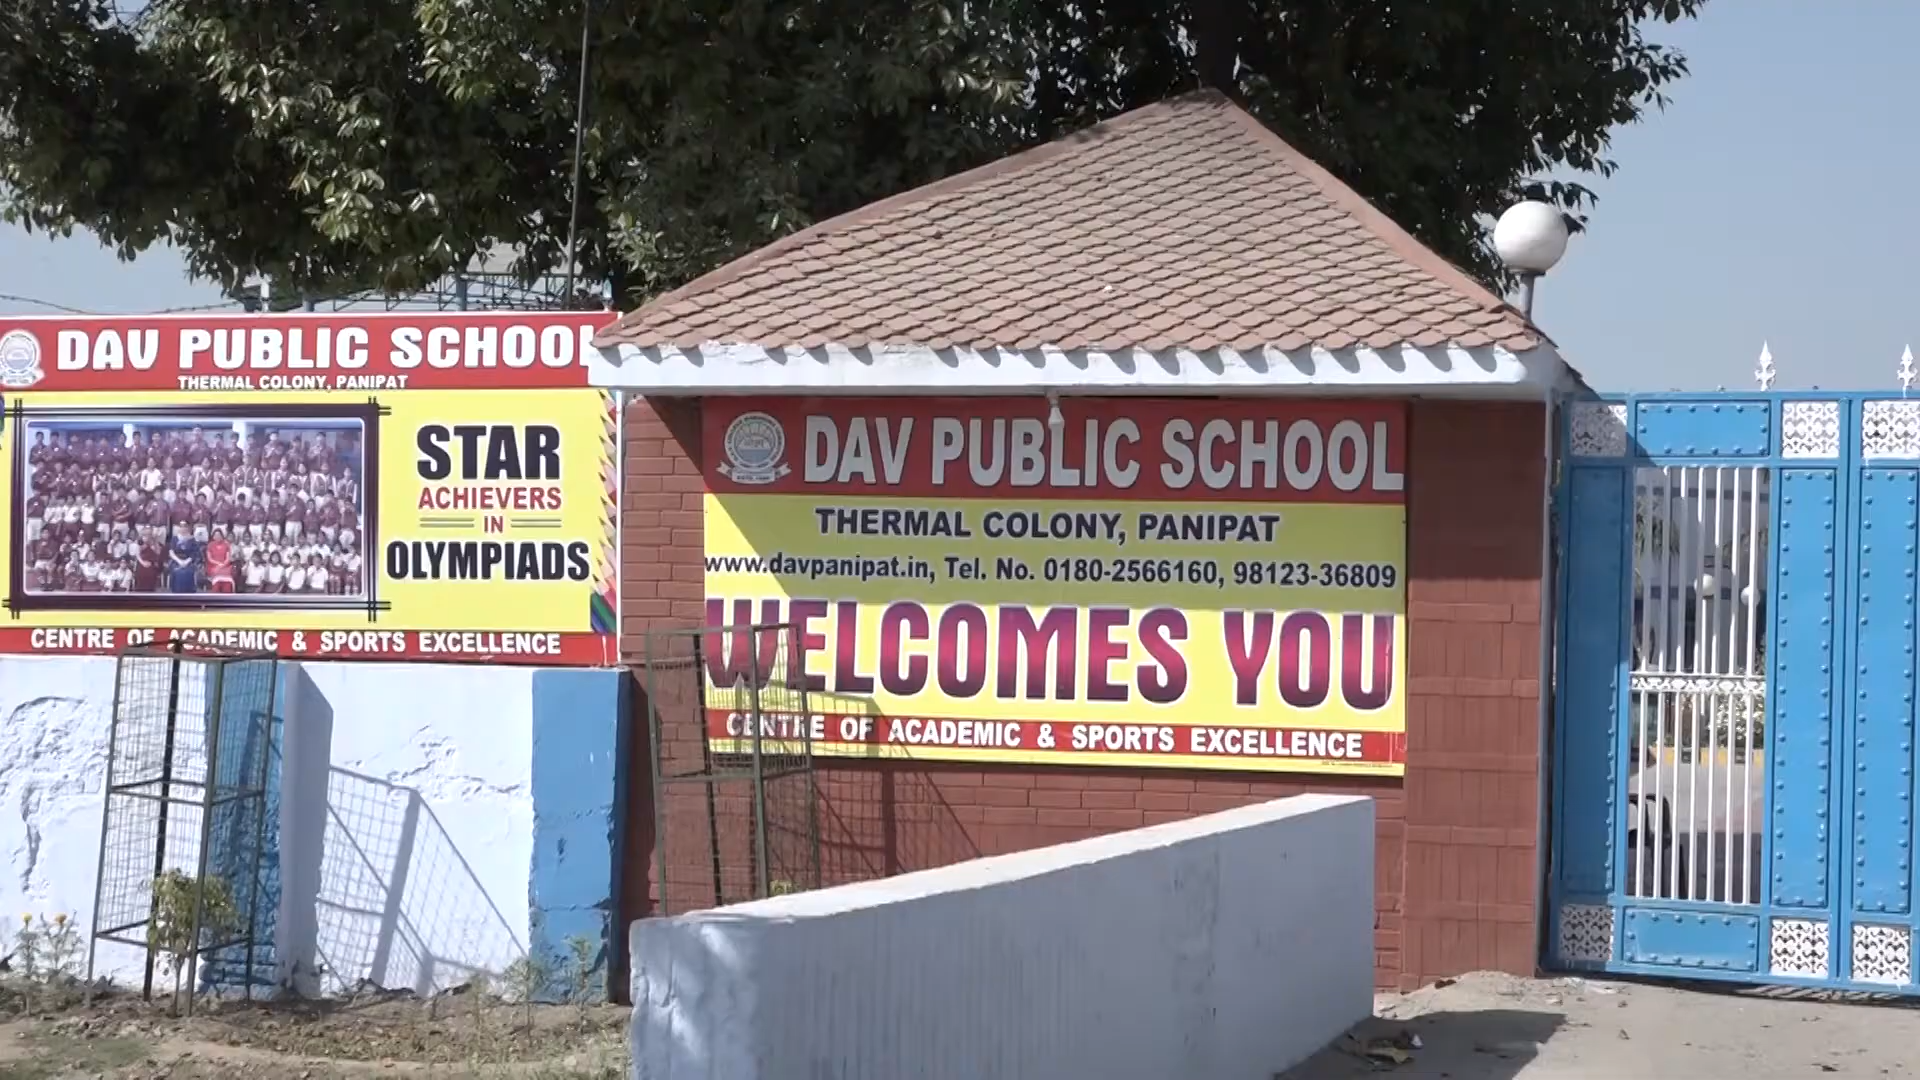 DAV PUBLIC SCHOOL
THERMAL COLONY, PANIPAT
STAR
ACHIEVERS
IN
OLYMPIADS
CENTRE OF ACADEMIC & SPORTS EXCELLENCE
DAV PUBLIC SCHOOL
THERMAL COLONY, PANIPAT
www.davpanipat.in, Tel. No. 0180-2566160, 98123-36809
WELCOMES YOU
CENTRE OF ACADEMIC & SPORTS EXCELLENCE